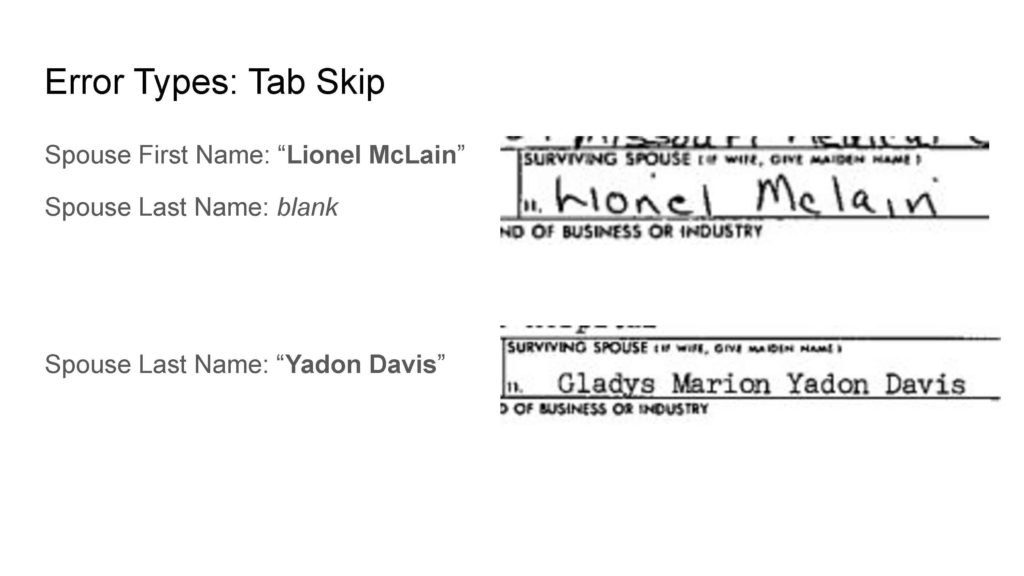 Error Types: Tab Skip
Spouse First Name: “Lionel McLain”
Spouse Last Name: blank
Missouri
SURVIVING SPOUSE (IF WIFE, GIVE MAIDEN NAME)
11. Lionel McLain
ND OF BUSINESS OR INDUSTRY
Spouse Last Name: “Yadon Davis”
Hospital
SURVIVING SPOUSE (IF WIFE, GIVE MAIDEN NAME)
11. Gladys Marion Yadon Davis
D OF BUSINESS OR INDUSTRY